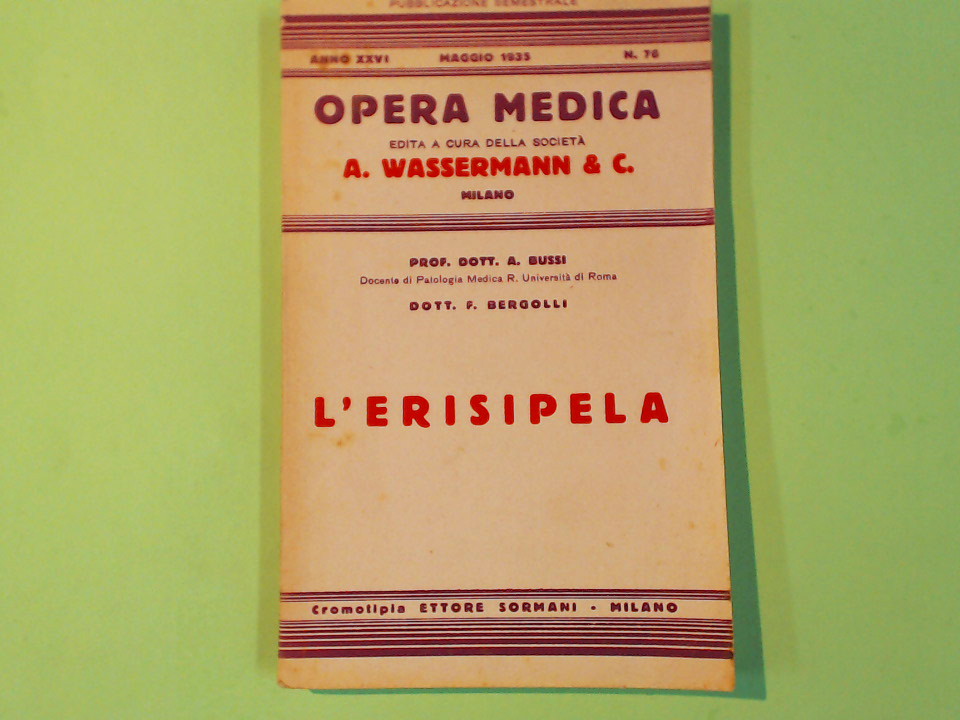 PUBBLICAZIONE SEMESTRALE
ANNO XXVI MAGGIO 1935 N. 76
OPERA MEDICA
EDITA A CURA DELLA SOCIETÀ
A. WASSERMANN & C.
MILANO
PROF. DOTT. A. BUSSI
Docente di Patologia Medica R. Università di Roma
DOTT. F. BERGOLLI
L'ERISIPELA
Cromotipia ETTORE SORMANI - MILANO